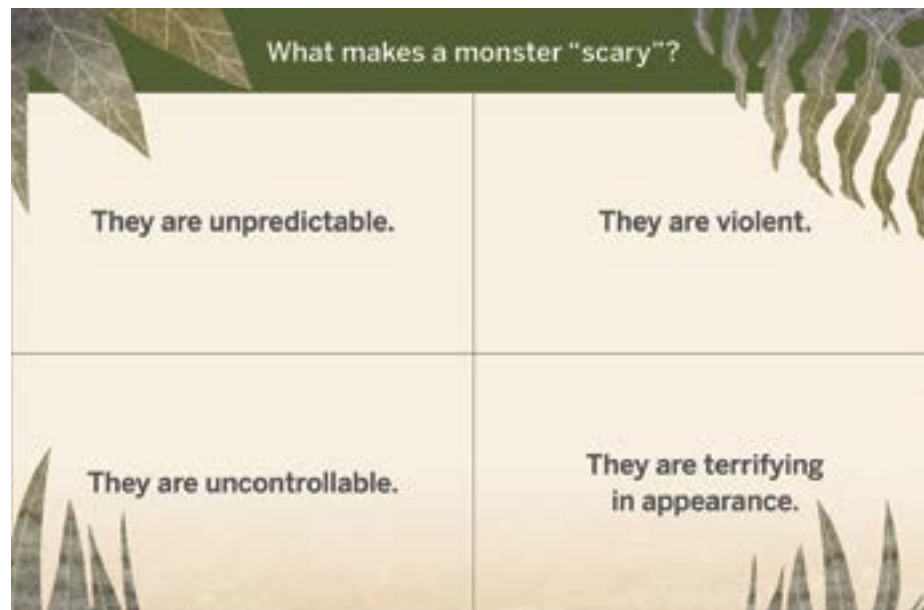 What makes a monster “scary”?
They are unpredictable.
They are violent.
They are uncontrollable.
They are terrifying
in appearance.